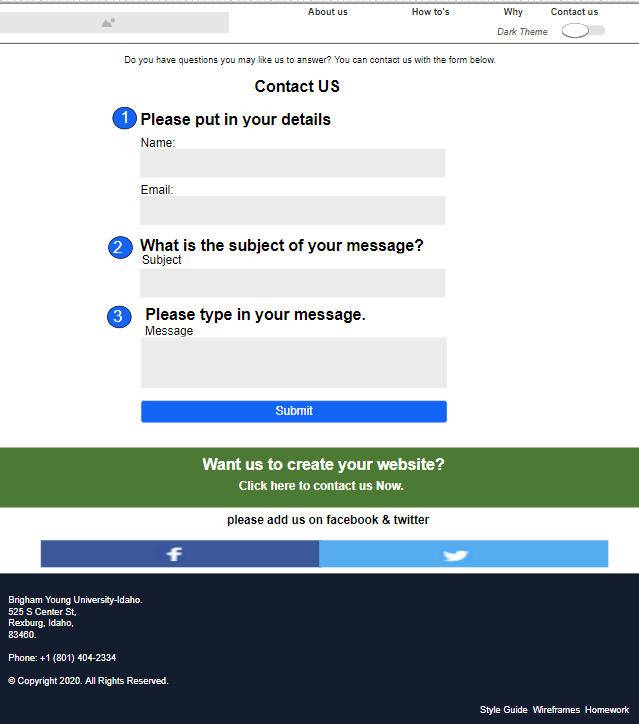 About us How to's Why Contact us
Dark Theme
Do you have questions you may like us to answer? You can contact us with the form below.
Contact US
1 Please put in your details
Name:
Email:
2 What is the subject of your message?
Subject
3 Please type in your message.
Message
Submit
Want us to create your website?
Click here to contact us Now.
please add us on facebook & twitter
f
Brigham Young University-Idaho.
525 S Center St,
Rexburg, Idaho,
83460.
Phone: +1 (801) 404-2334
© Copyright 2020. All Rights Reserved.
Style Guide Wireframes Homework